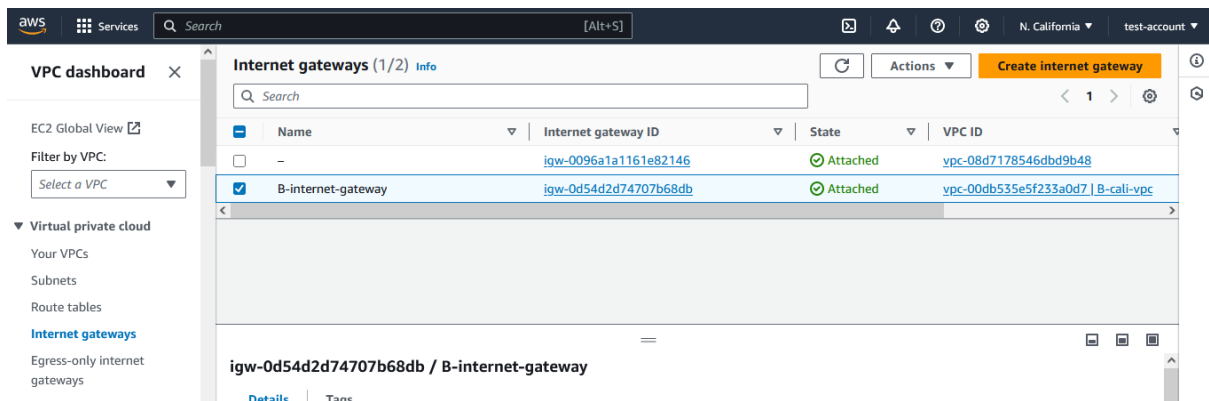 aws Services Search [Alt+S] N. California ▼ test-account ▼
VPC dashboard
EC2 Global View
Filter by VPC:
Select a VPC
Virtual private cloud
Your VPCs
Subnets
Route tables
Internet gateways
Egress-only internet
gateways
Internet gateways (1/2) Info
Actions ▼ Create internet gateway
Search
1
Name Internet gateway ID State VPC ID
– igw-0096a1a1161e82146 Attached vpc-08d7178546dbd9b48
B-internet-gateway igw-0d54d2d74707b68db Attached vpc-00db535e5f233a0d7 | B-cali-vpc
igw-0d54d2d74707b68db / B-internet-gateway
Details Tags